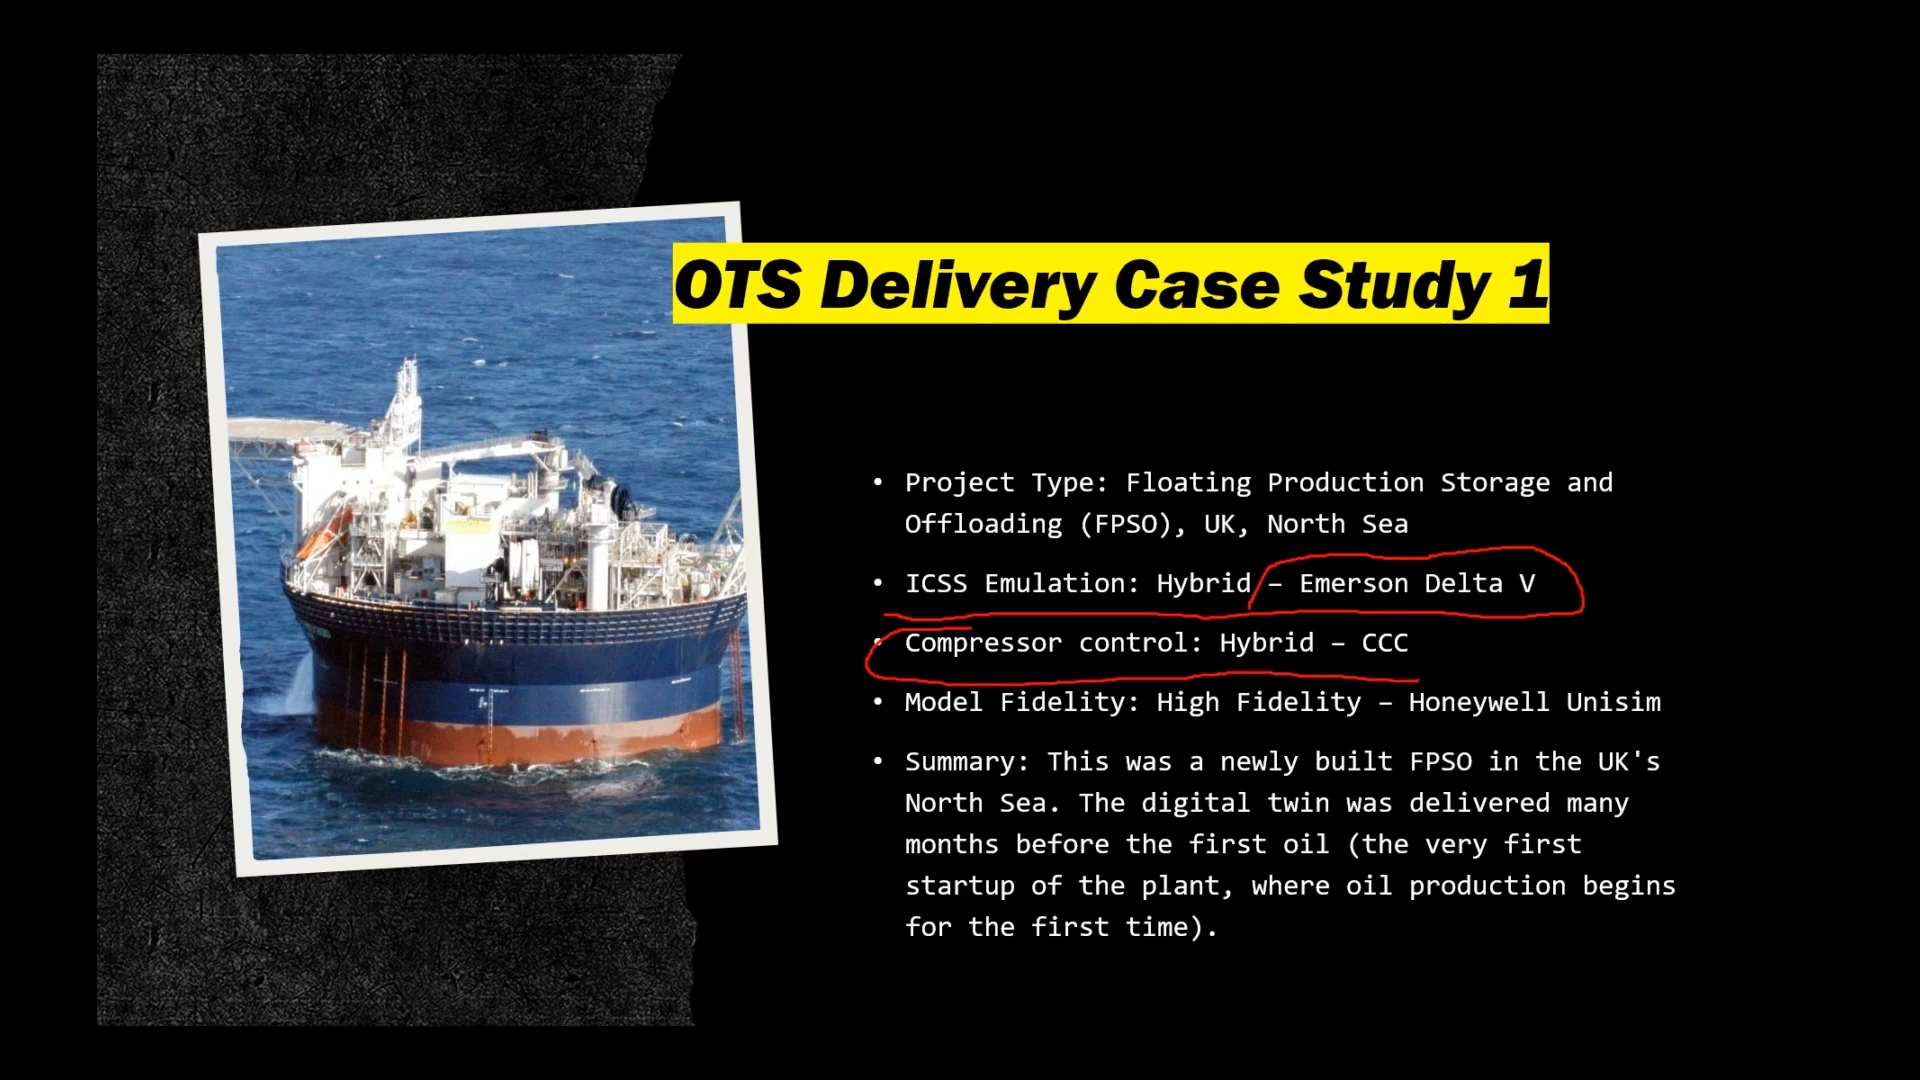 OTS Delivery Case Study 1
• Project Type: Floating Production Storage and
Offloading (FPSO), UK, North Sea
• ICSS Emulation: Hybrid – Emerson Delta V
• Compressor control: Hybrid – CCC
• Model Fidelity: High Fidelity – Honeywell Unisim
• Summary: This was a newly built FPSO in the UK's
North Sea. The digital twin was delivered many
months before the first oil (the very first
startup of the plant, where oil production begins
for the first time).